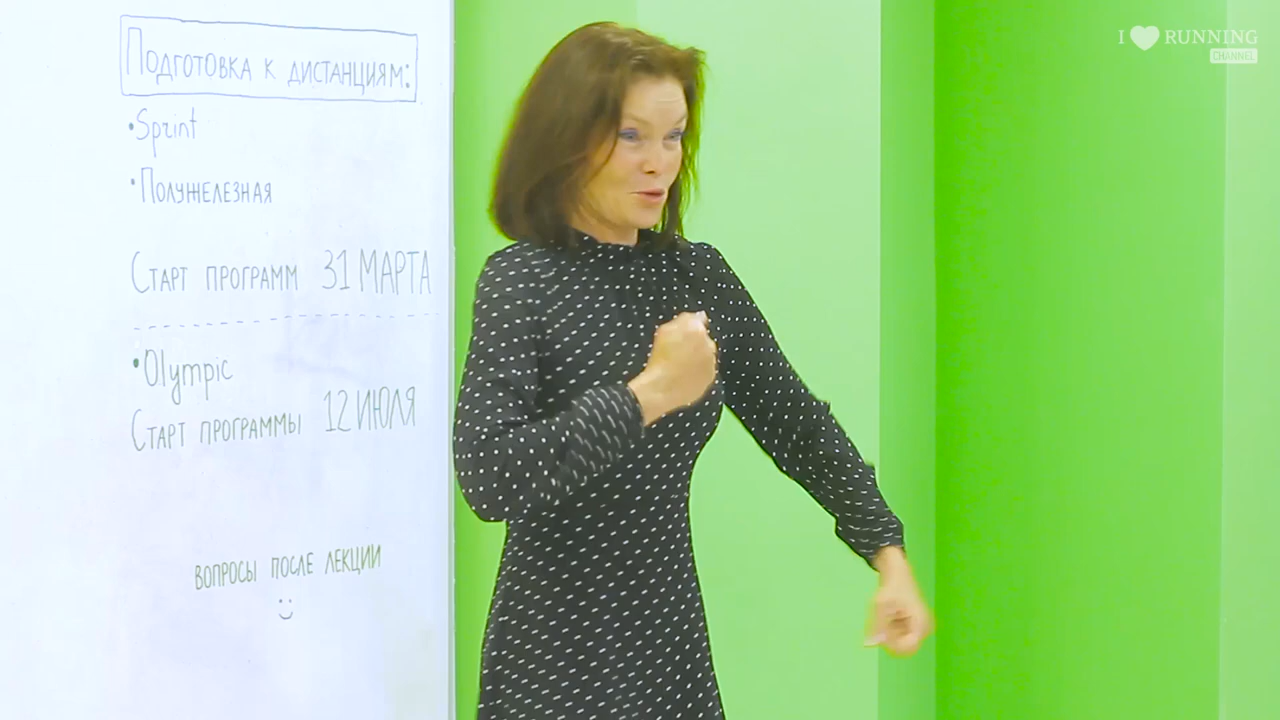 Подготовка к дистанциям:
• Sprint
• Полужелезная
Старт программ 31 МАРТА
• Olympic
Старт программы 12 ИЮЛЯ
ВОПРОСЫ ПОСЛЕ ЛЕКЦИИ
I RUNNING
CHANNEL